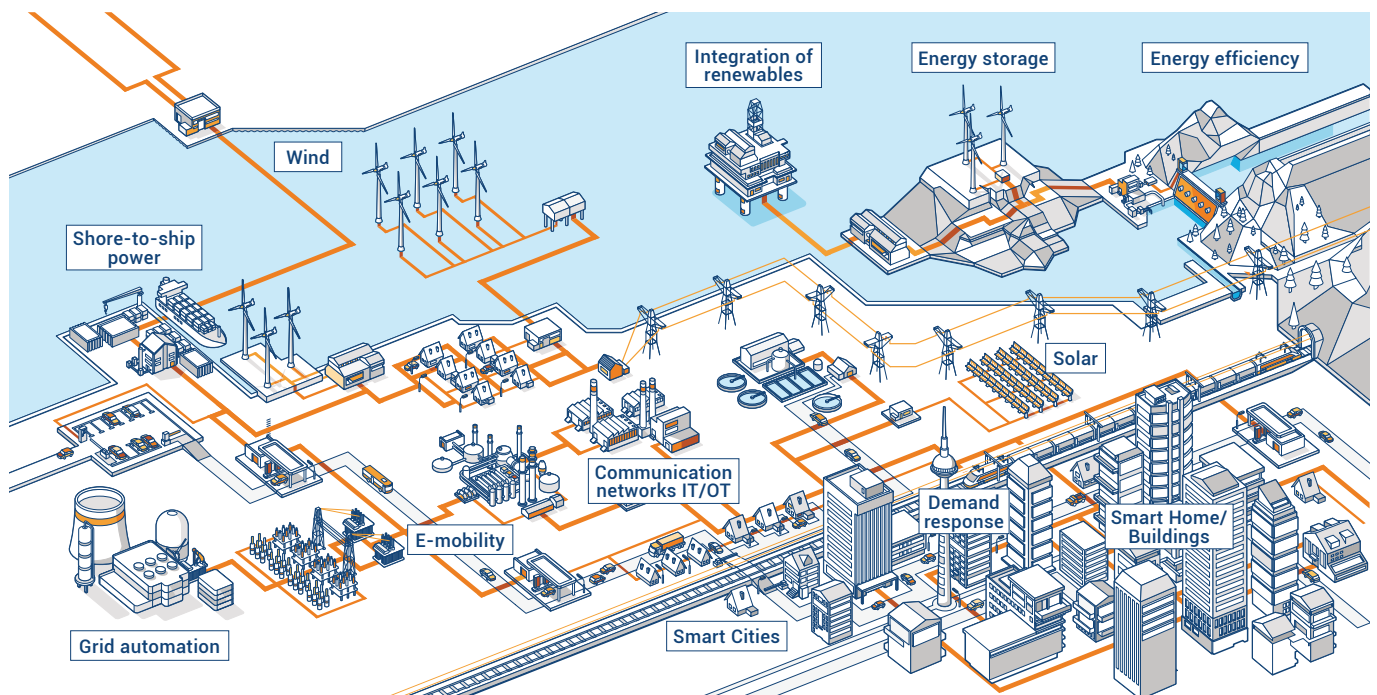 Integration of
renewables
Energy storage
Energy efficiency
Wind
Shore-to-ship
power
Solar
Communication
networks IT/OT
Demand
response
Smart Home/
Buildings
E-mobility
Smart Cities
Grid automation